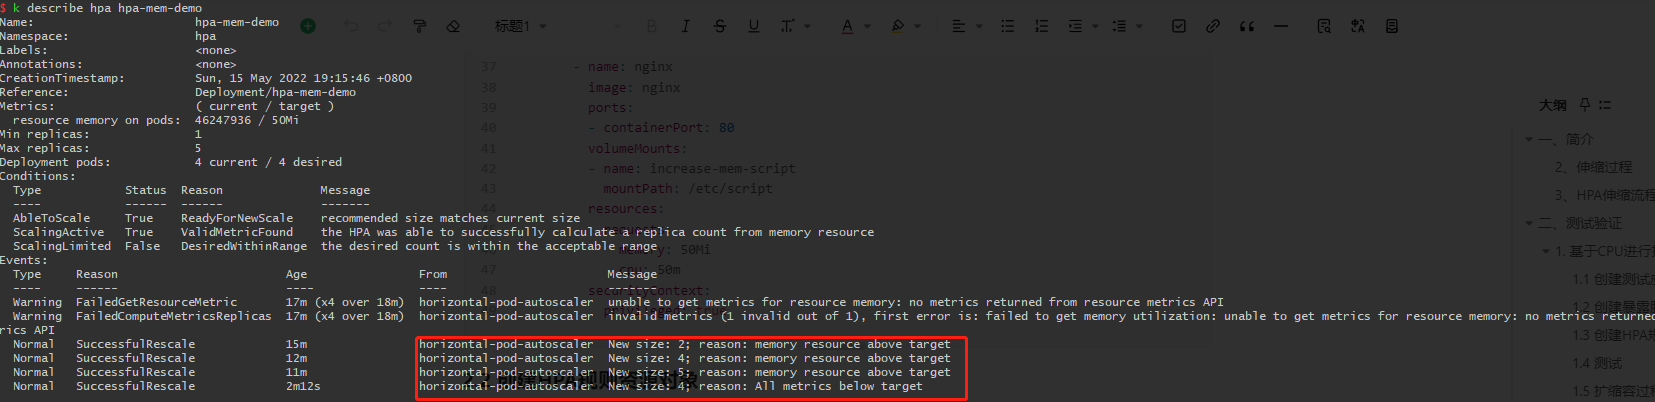 $ k describe hpa hpa-mem-demo
Name: hpa-mem-demo
Namespace: hpa
Labels: <none>
Annotations: <none>
CreationTimestamp: Sun, 15 May 2022 19:15:46 +0800
Reference: Deployment/hpa-mem-demo
Metrics: ( current / target )
resource memory on pods: 46247936 / 50Mi
Min replicas: 1
Max replicas: 5
Deployment pods: 4 current / 4 desired
Conditions:
Type Status Reason Message
---- ------ ------ -------
AbleToScale True ReadyForNewScale recommended size matches current size
ScalingActive True ValidMetricFound the HPA was able to successfully calculate a replica count from memory resource
ScalingLimited False DesiredWithinRange the desired count is within the acceptable range
Events:
Type Reason Age From Message
---- ------ ---- ---- -------
Warning FailedGetResourceMetric 17m (x4 over 18m) horizontal-pod-autoscaler unable to get metrics for resource memory: no metrics returned from resource metrics API
Warning FailedComputeMetricsReplicas 17m (x4 over 18m) horizontal-pod-autoscaler invalid metrics (1 invalid out of 1), first error is: failed to get memory utilization: unable to get metrics for resource memory: no metrics returned
rics API
Normal SuccessfulRescale 15m horizontal-pod-autoscaler New size: 2; reason: memory resource above target
Normal SuccessfulRescale 12m horizontal-pod-autoscaler New size: 4; reason: memory resource above target
Normal SuccessfulRescale 11m horizontal-pod-autoscaler New size: 5; reason: memory resource above target
Normal SuccessfulRescale 2m12s horizontal-pod-autoscaler New size: 4; reason: All metrics below target
标题1
37 - name: nginx
38 image: nginx
39 ports:
40 - containerPort: 80
41 volumeMounts:
42 - name: increase-mem-script
43 mountPath: /etc/script
44 resources:
memory: 50Mi
47 cpu: 50m
48 securityContext:
大纲
一、简介
2、伸缩过程
3、HPA伸缩流程
二、测试验证
1. 基于CPU进行
1.1 创建测试
1.3 创建HPA规
1.4 测试
1.5 扩缩容过程